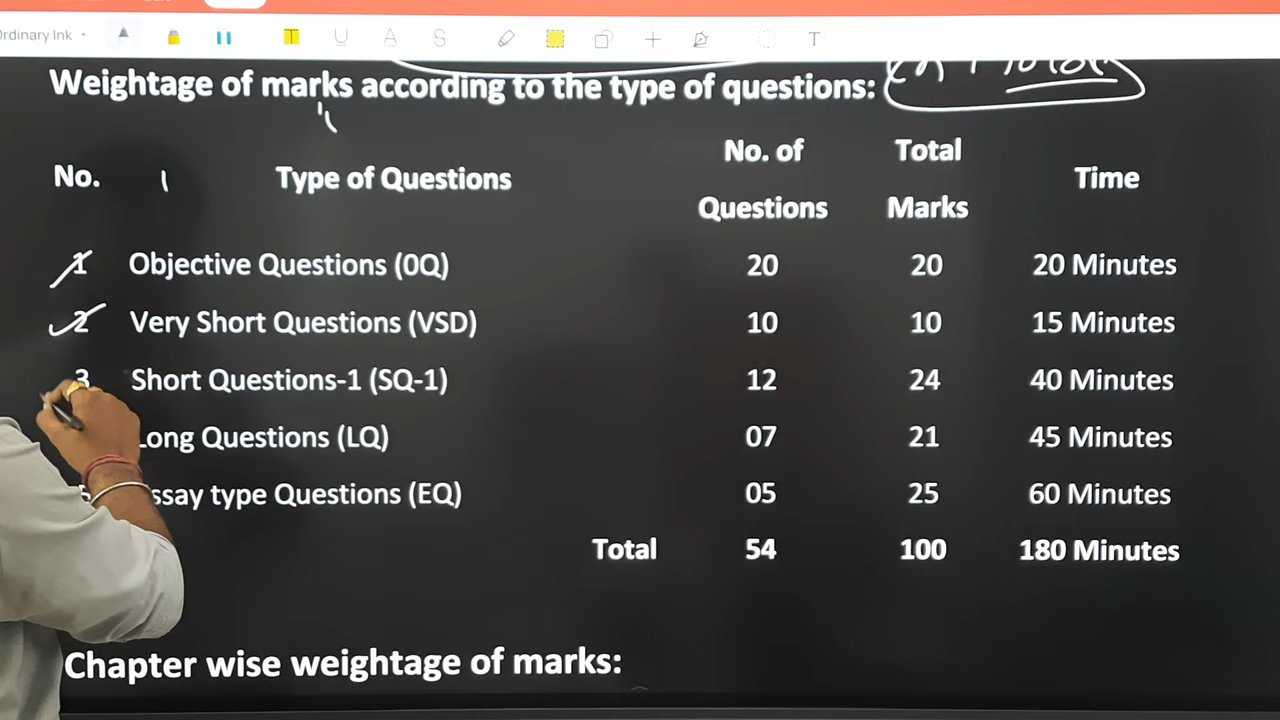 Ordinary Ink
T U A S T
Weightage of marks according to the type of questions:
No. Type of Questions No. of Questions Total Marks Time
1 Objective Questions (0Q) 20 20 20 Minutes
2 Very Short Questions (VSD) 10 10 15 Minutes
3 Short Questions-1 (SQ-1) 12 24 40 Minutes
Long Questions (LQ) 07 21 45 Minutes
Essay type Questions (EQ) 05 25 60 Minutes
Total 54 100 180 Minutes
Chapter wise weightage of marks: